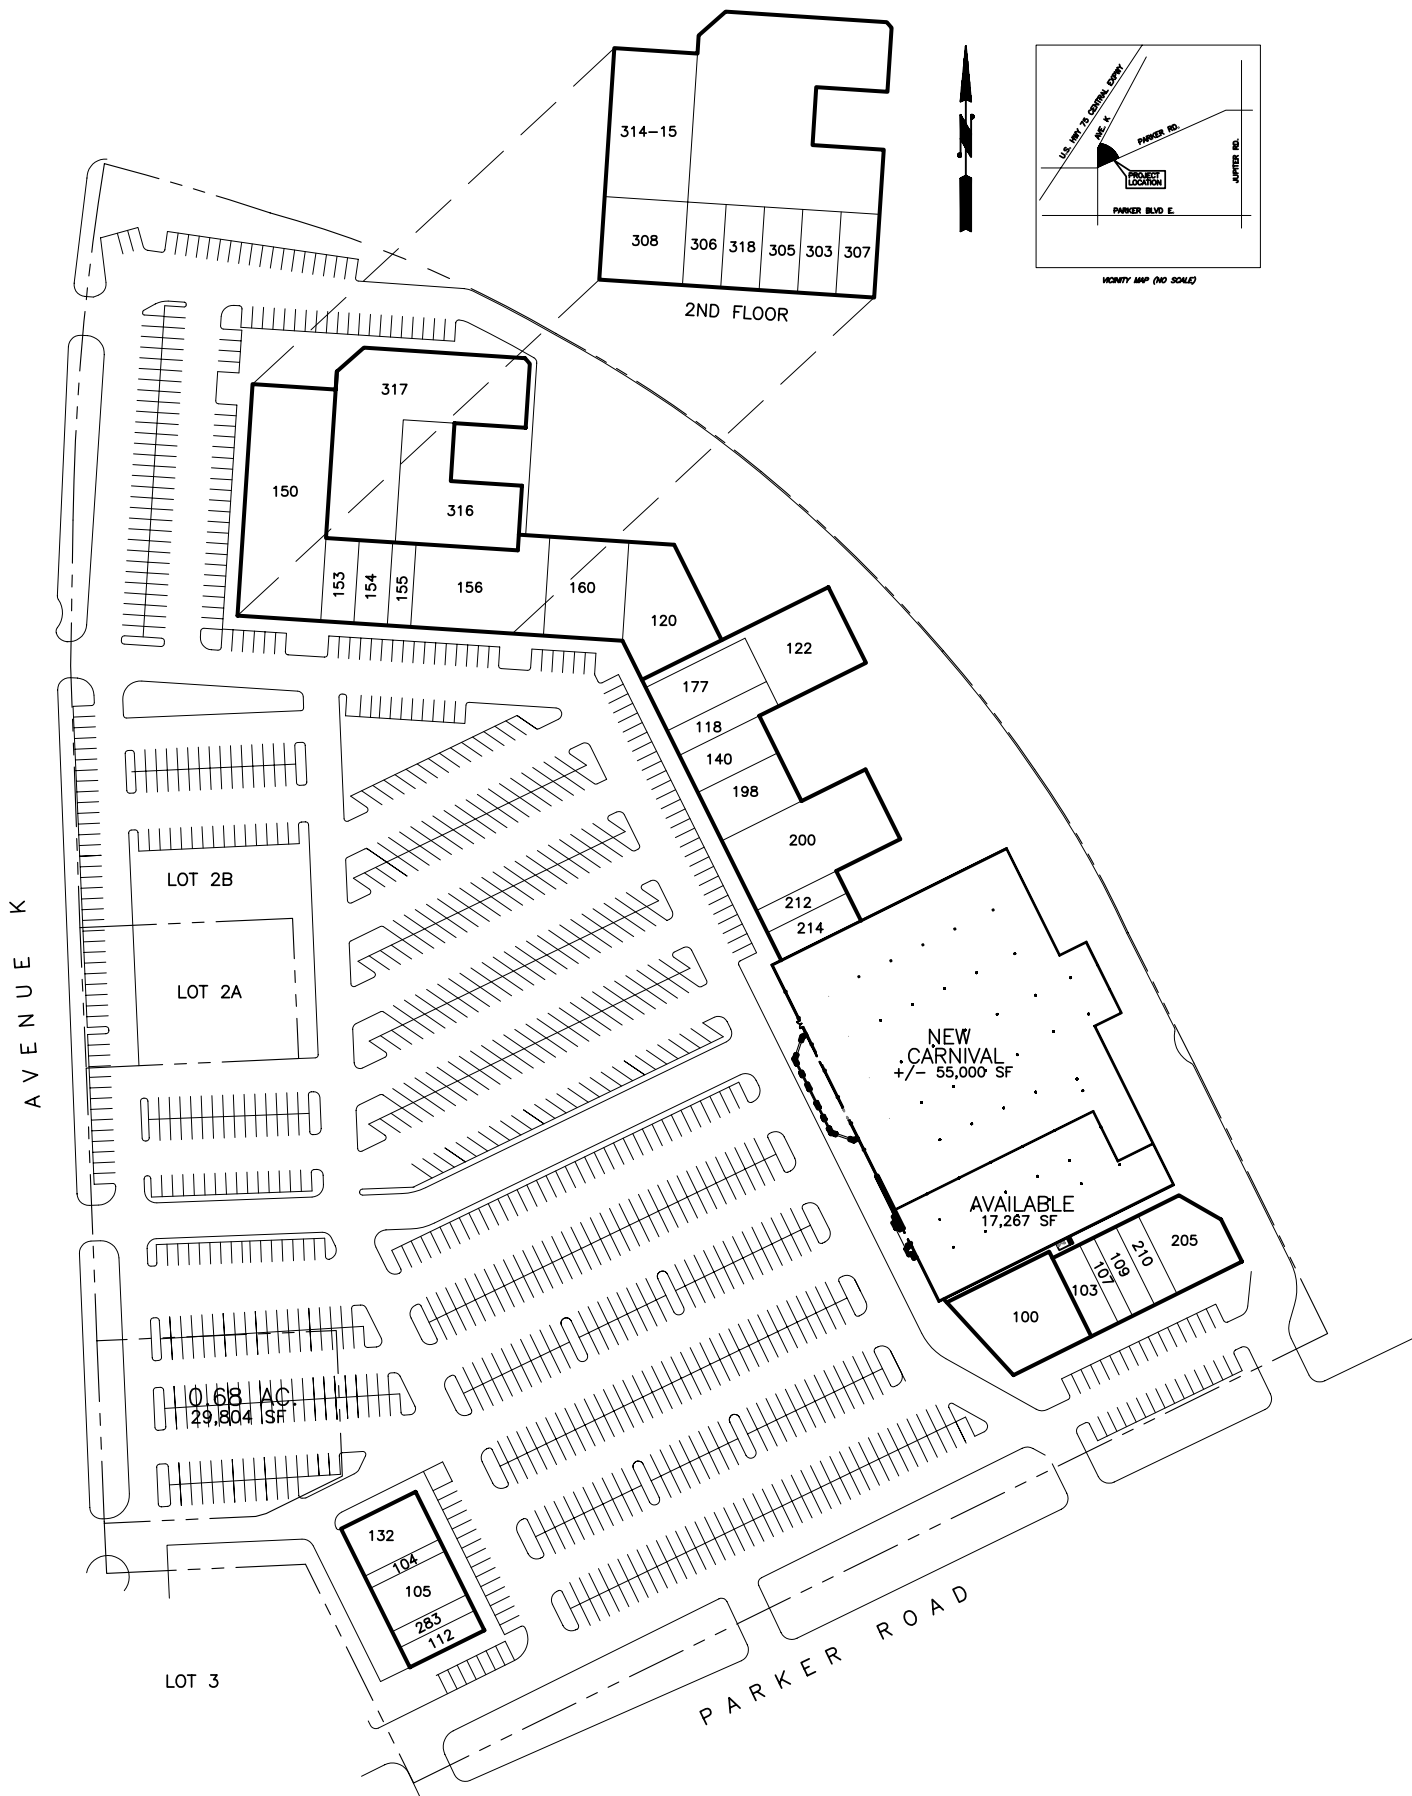 314-15
308
306
318
305
303
307
2ND FLOOR
N
U.S. HWY 75 CENTRAL EXPWY
AVE. K
PARKER RD.
JUPITER RD.
PROJECT
LOCATION
PARKER BLVD E.
VICINITY MAP (NO SCALE)
317
150
316
153
154
155
156
160
120
122
177
118
140
198
200
212
214
LOT 2B
LOT 2A
AVENUE K
NEW
CARNIVAL
+/- 55,000 SF
AVAILABLE
17,267 SF
205
210
109
107
103
100
0.68 AC.
29,804 SF
132
104
105
283
112
LOT 3
PARKER ROAD